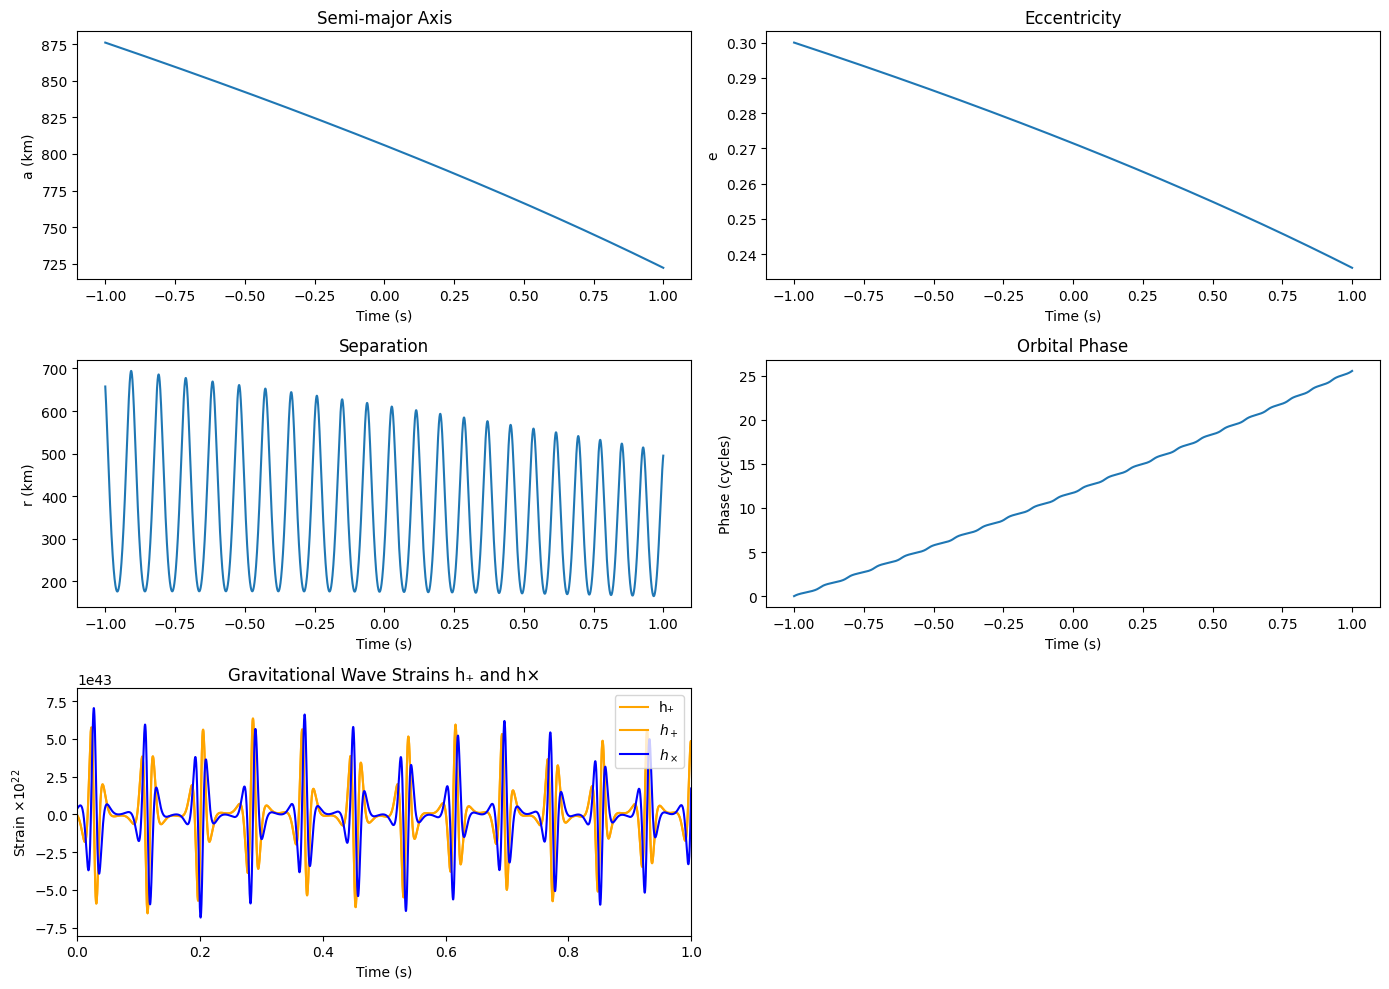 Semi-major Axis
a (km)
875
850
825
800
775
750
725
−1.00 −0.75 −0.50 −0.25 0.00 0.25 0.50 0.75 1.00
Time (s)
Eccentricity
e
0.30
0.29
0.28
0.27
0.26
0.25
0.24
−1.00 −0.75 −0.50 −0.25 0.00 0.25 0.50 0.75 1.00
Time (s)
Separation
r (km)
700
600
500
400
300
200
−1.00 −0.75 −0.50 −0.25 0.00 0.25 0.50 0.75 1.00
Time (s)
Orbital Phase
Phase (cycles)
25
20
15
10
5
0
−1.00 −0.75 −0.50 −0.25 0.00 0.25 0.50 0.75 1.00
Time (s)
Gravitational Wave Strains h₊ and h×
1e43
Strain ×10²²
7.5
5.0
2.5
0.0
−2.5
−5.0
−7.5
h₊
h₊
h×
0.0 0.2 0.4 0.6 0.8 1.0
Time (s)